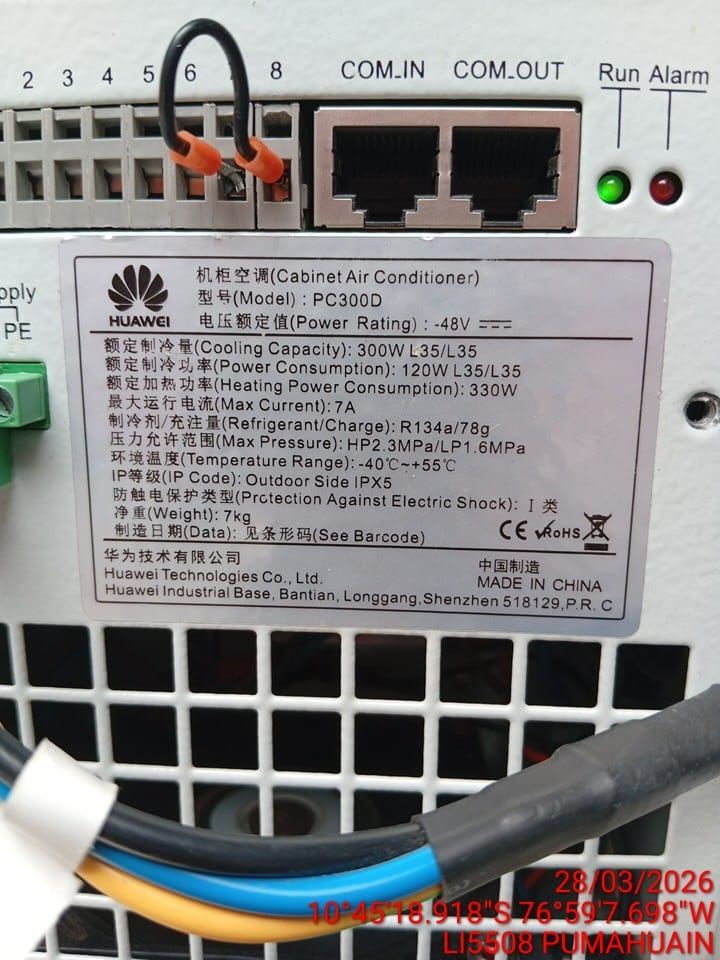 2 3 4 5 6 8 COM_IN COM_OUT Run Alarm
PE
HUAWEI
机柜空调(Cabinet Air Conditioner)
型号(Model) : PC300D
电压额定值(Power Rating) : -48V
额定制冷量(Cooling Capacity): 300W L35/L35
额定制冷功率(Power Consumption): 120W L35/L35
额定加热功率(Heating Power Consumption): 330W
最大运行电流(Max Current): 7A
制冷剂/充注量(Refrigerant/Charge): R134a/78g
压力允许范围(Max Pressure): HP2.3MPa/LP1.6MPa
环境温度(Temperature Range): -40℃~+55℃
IP等级(IP Code): Outdoor Side IPX5
防触电保护类型(Protection Against Electric Shock): I 类
净重(Weight): 7kg
制造日期(Data): 见条形码(See Barcode)
CE RoHS
华为技术有限公司
中国制造
Huawei Technologies Co., Ltd.
MADE IN CHINA
Huawei Industrial Base, Bantian, Longgang,Shenzhen 518129,P.R. C
28/03/2026
10°45'18.918"S 76°59'7.698"W
LI5508 PUMAHUAIN